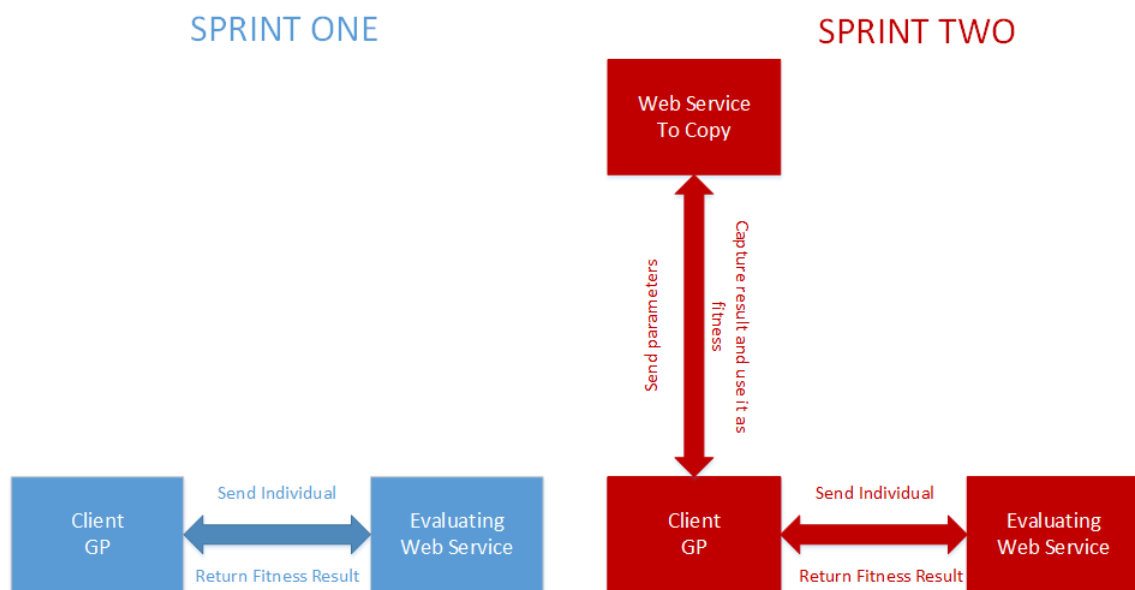 SPRINT ONE
SPRINT TWO
Web Service
To Copy
Send parameters
Capture result and use it as
fitness
Client
GP
Send Individual
Return Fitness Result
Evaluating
Web Service
Client
GP
Send Individual
Return Fitness Result
Evaluating
Web Service